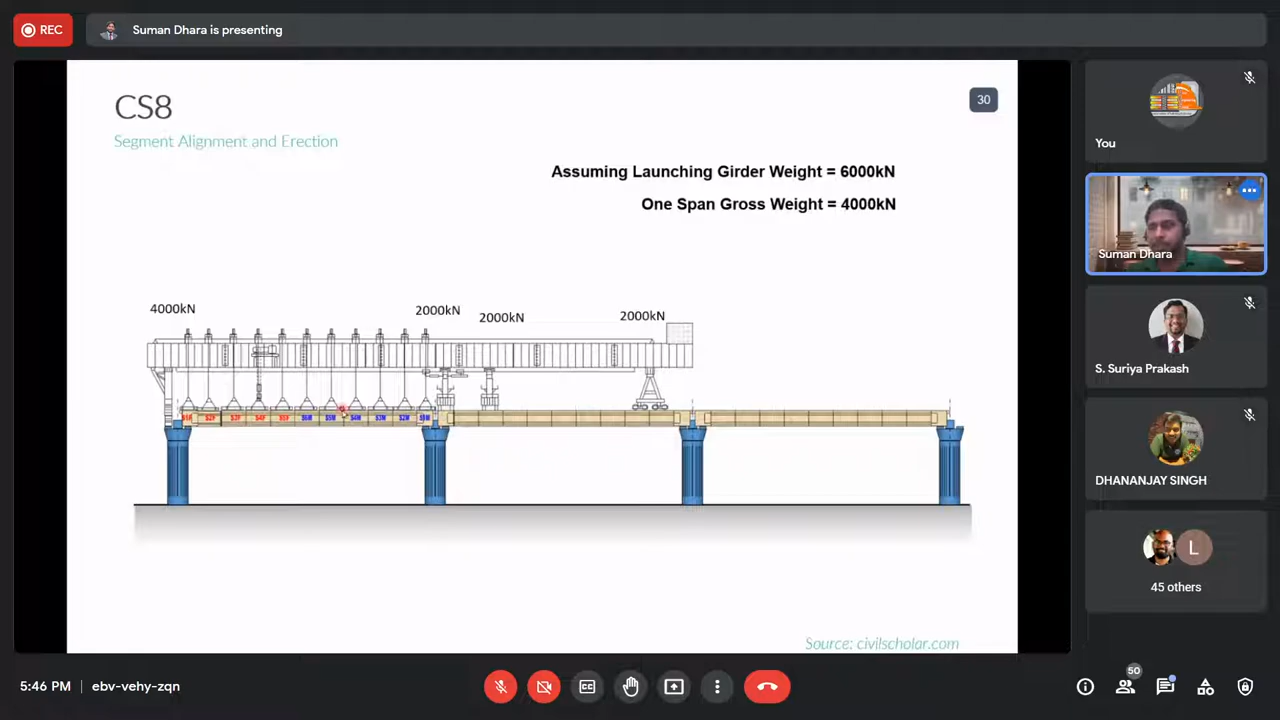 REC
Suman Dhara is presenting
CS8
30
Segment Alignment and Erection
Assuming Launching Girder Weight = 6000kN
One Span Gross Weight = 4000kN
4000kN
2000kN
2000kN
2000kN
Source: civilscholar.com
You
Suman Dhara
S. Suriya Prakash
DHANANJAY SINGH
L
45 others
5:46 PM
ebv-vehy-zqn
CC
50